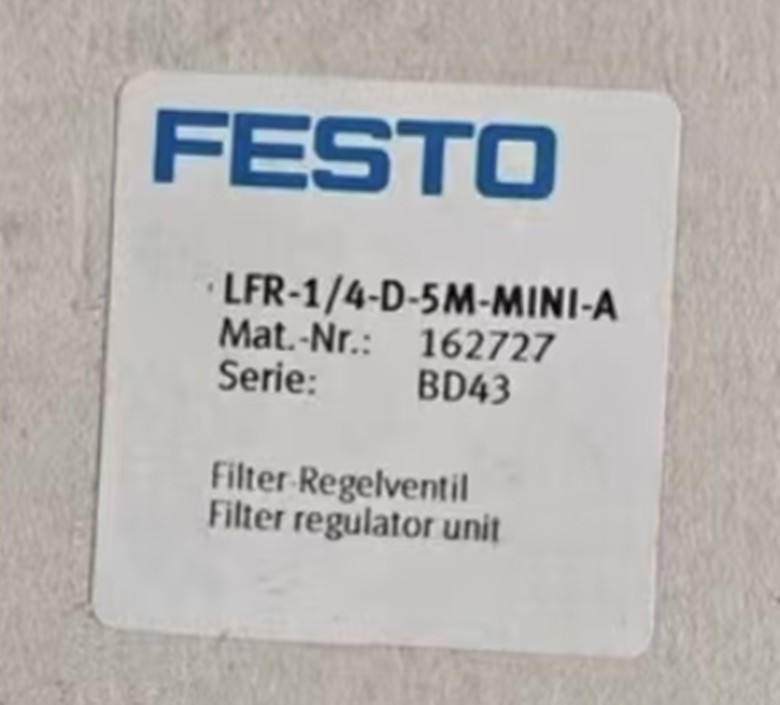 FESTO
LFR-1/4-D-5M-MINI-A
Mat.-Nr.: 162727
Serie: BD43
Filter-Regelventil
Filter regulator unit